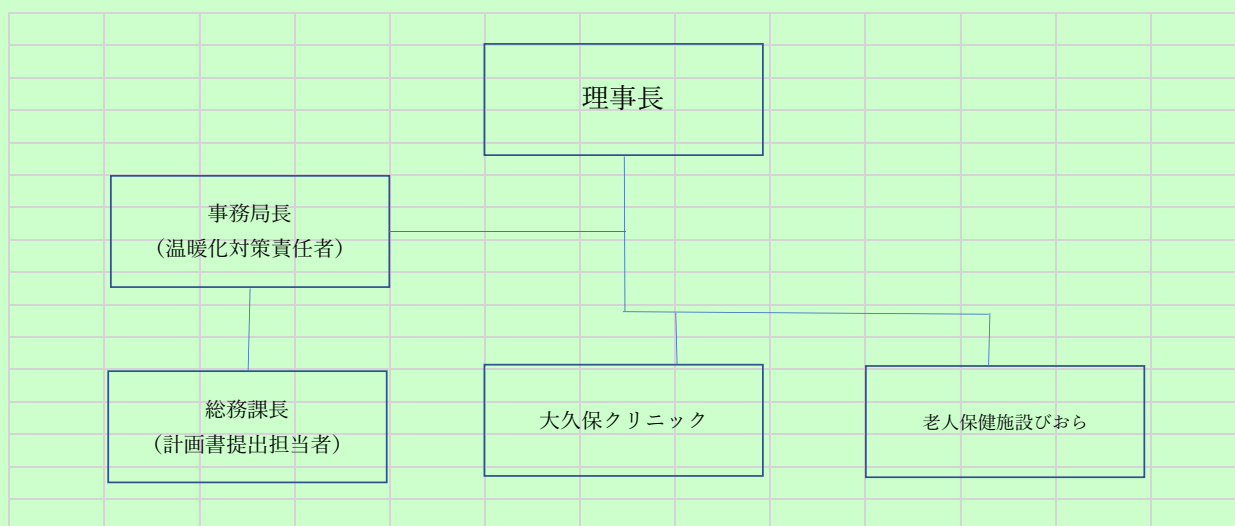 理事長
事務局長
（温暖化対策責任者）
総務課長
（計画書提出担当者）
大久保クリニック
老人保健施設びおら